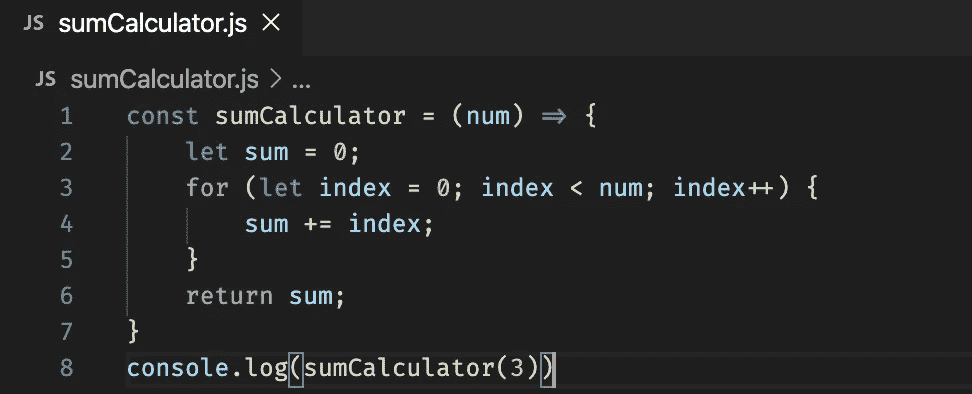 JS sumCalculator.js ×
JS sumCalculator.js > ...
1 const sumCalculator = (num) => {
2     let sum = 0;
3     for (let index = 0; index < num; index++) {
4         sum += index;
5     }
6     return sum;
7 }
8 console.log(sumCalculator(3))